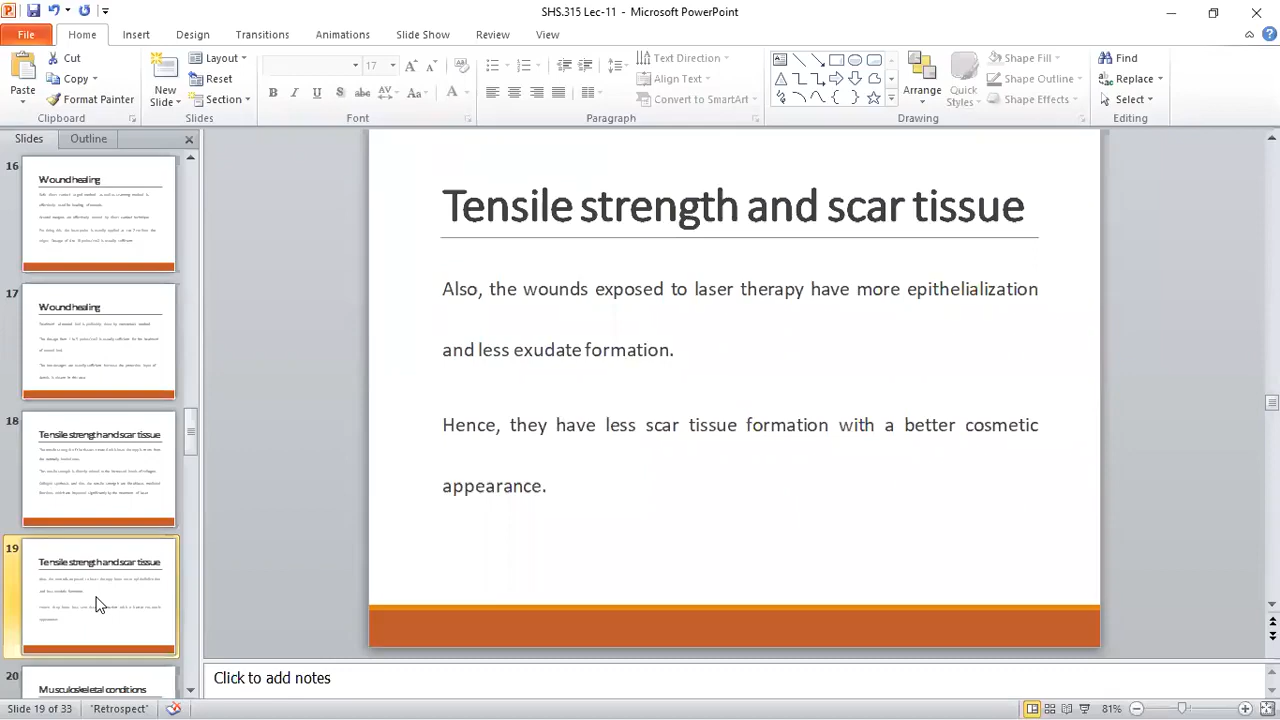 SHS.315 Lec-11 - Microsoft PowerPoint
File Home Insert Design Transitions Animations Slide Show Review View
Paste
Cut
Copy
Format Painter
Clipboard
New Slide
Layout
Reset
Section
Slides
17
Font
Paragraph
Text Direction
Align Text
Convert to SmartArt
Arrange
Quick Styles
Shape Fill
Shape Outline
Shape Effects
Drawing
Find
Replace
Select
Editing
Slides Outline
16
Wound healing
17
Wound healing
18
Tensile strength and scar tissue
19
Tensile strength and scar tissue
20
Musculoskeletal conditions
Tensile strength and scar tissue
Also, the wounds exposed to laser therapy have more epithelialization
and less exudate formation.
Hence, they have less scar tissue formation with a better cosmetic
appearance.
Click to add notes
Slide 19 of 33 "Retrospect" 81%